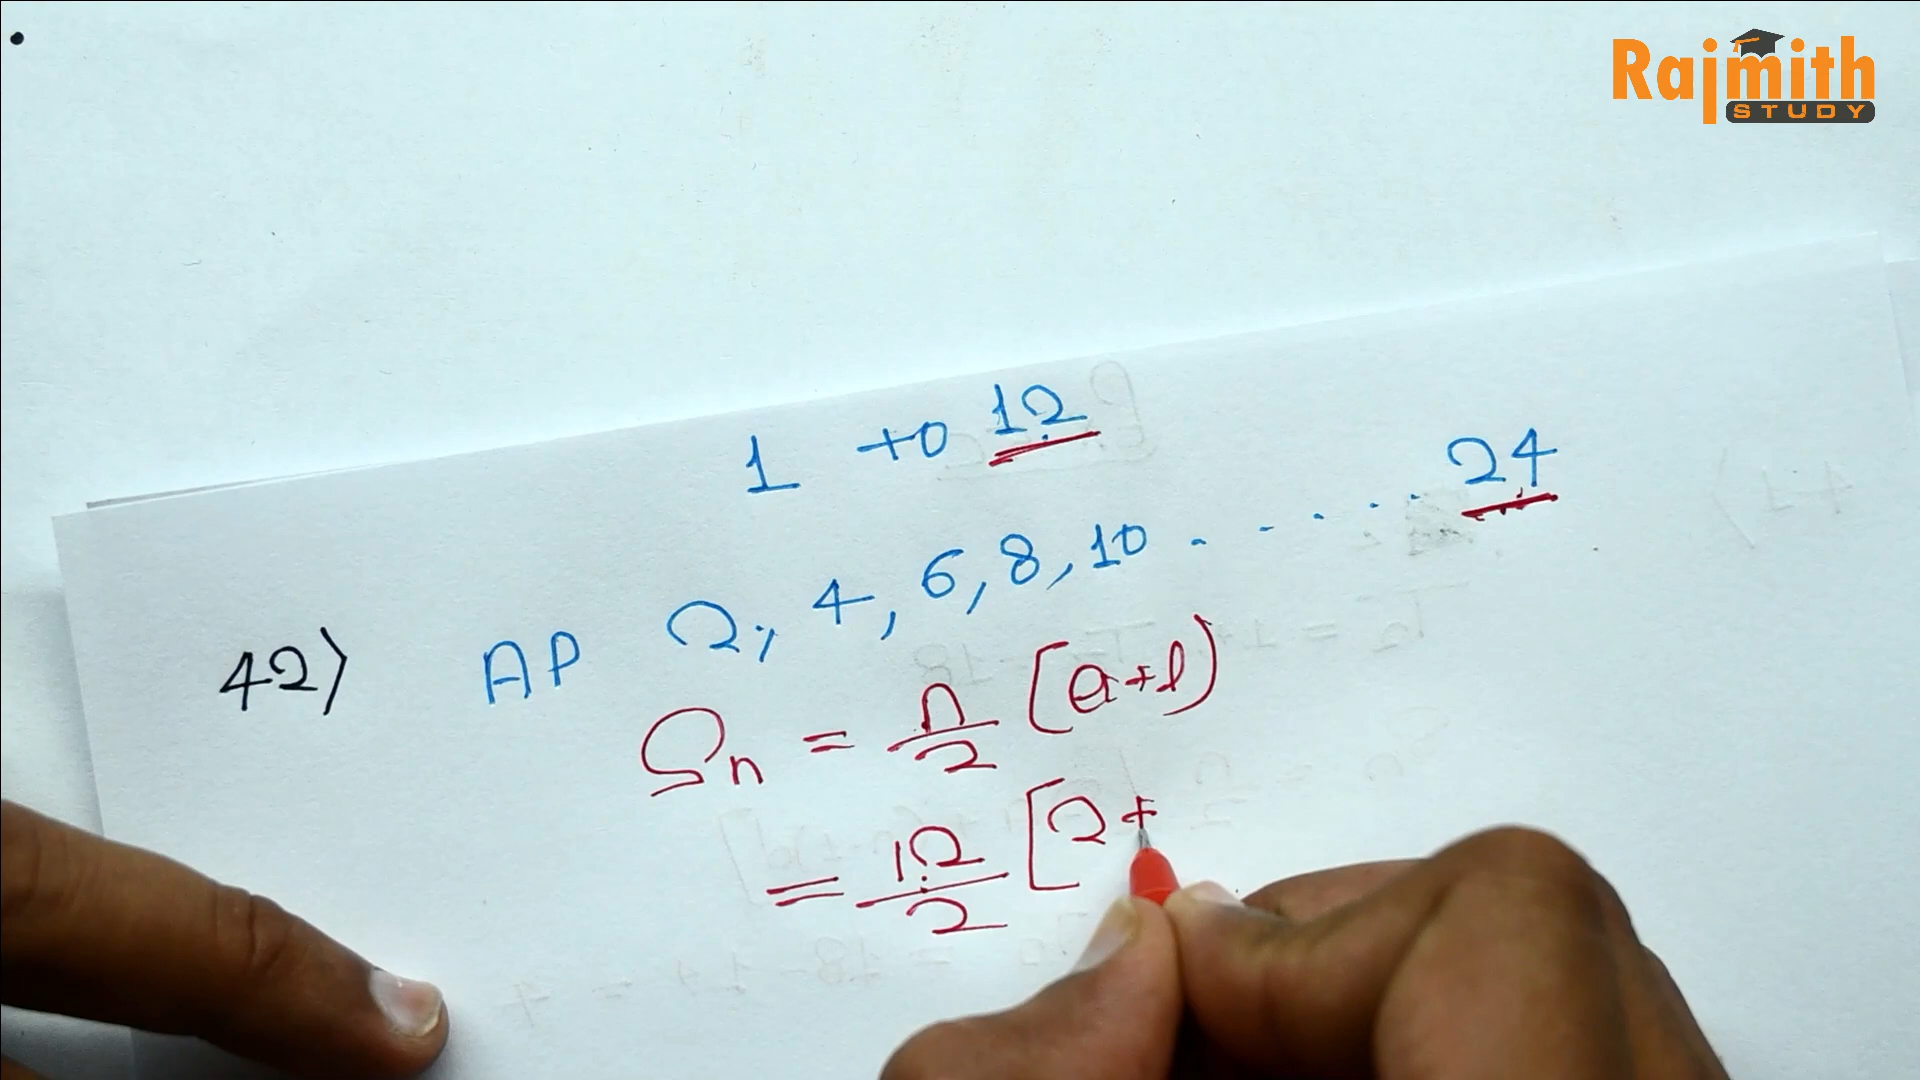 Rajmith
STUDY
1 to 12
42) AP 2, 4, 6, 8, 10 . . . . . 24
Sn = n/2 [a+l)
= 12/2 [2+